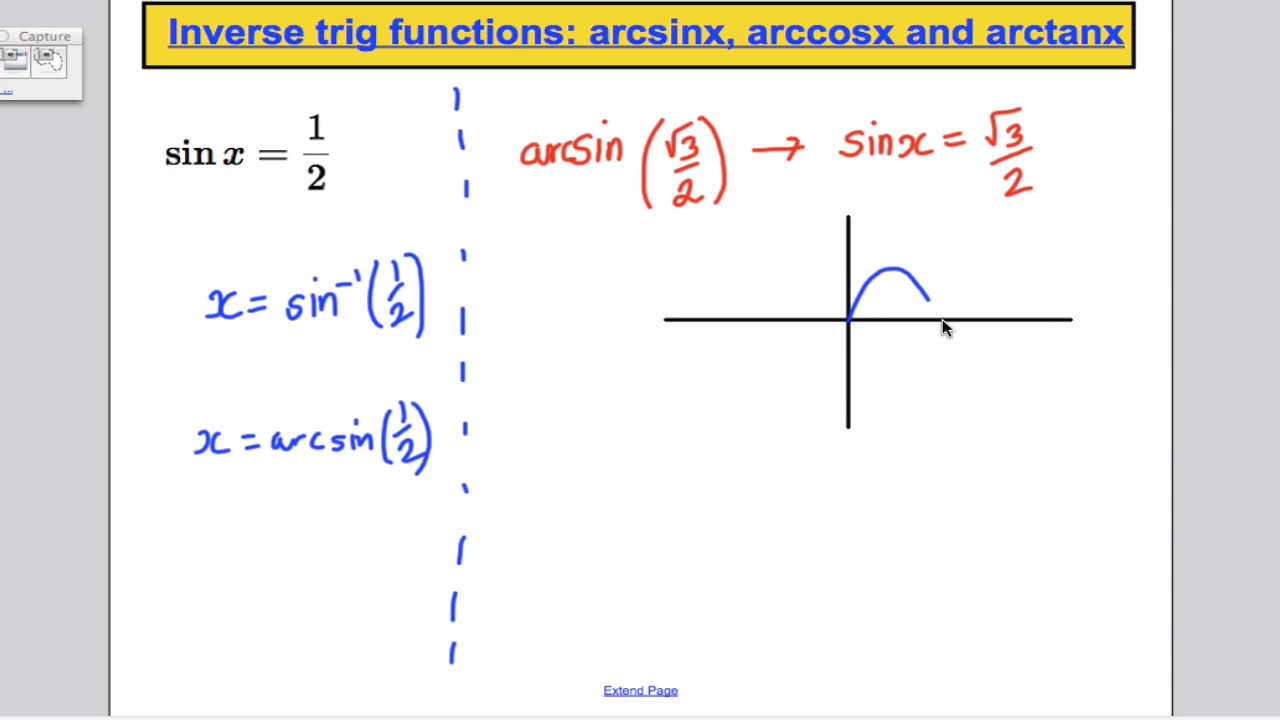 Capture
...
Inverse trig functions: arcsinx, arccosx and arctanx
sin x = 1/2
arcsin (√3/2) → sinx = √3/2
x = sin⁻¹(1/2)
x = arcsin(1/2)
Extend Page